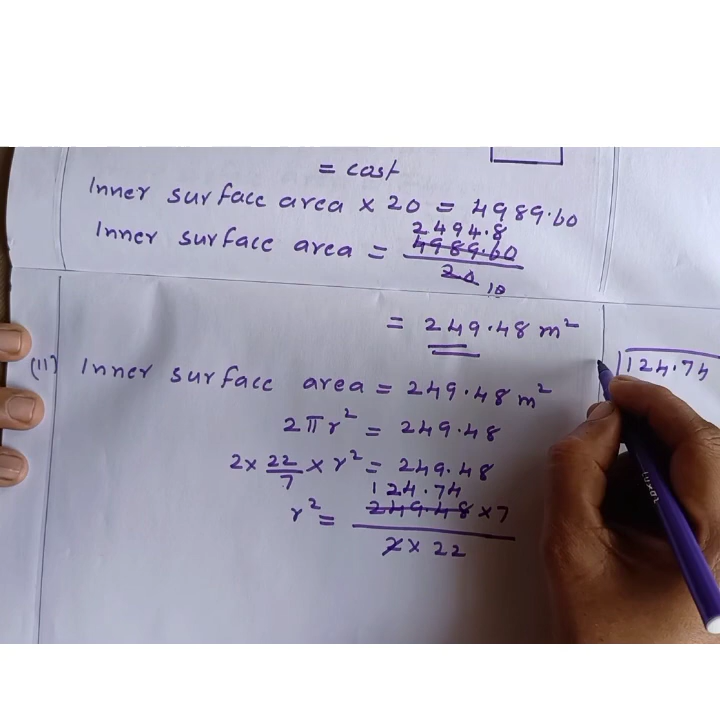 = cost
Inner surface area × 20 = 4989.60
2494.8
Inner surface area = 4989.60
20 10
= 249.48 m²
124.74
(11) Inner surface area = 249.48 m²
2πr² = 249.48
2 × 22/7 × r² = 249.48
124.74
r² = 249.48 × 7
2 × 22